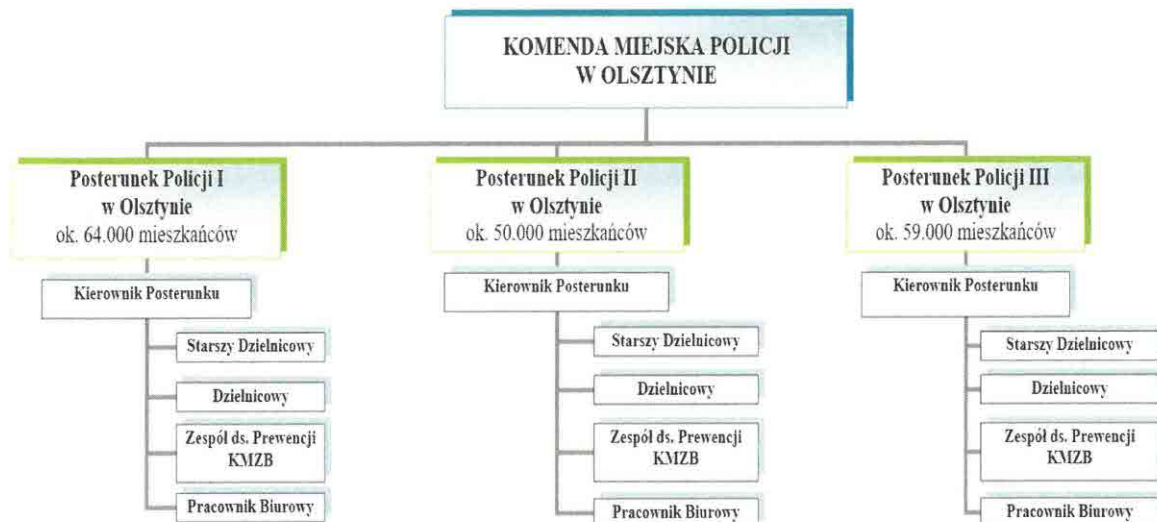 KOMENDA MIEJSKA POLICJI
W OLSZTYNIE
Posterunek Policji I
w Olsztynie
ok. 64.000 mieszkańców
Kierownik Posterunku
Starszy Dzielnicowy
Dzielnicowy
Zespół ds. Prewencji
KMZB
Pracownik Biurowy
Posterunek Policji II
w Olsztynie
ok. 50.000 mieszkańców
Kierownik Posterunku
Starszy Dzielnicowy
Dzielnicowy
Zespół ds. Prewencji
KMZB
Pracownik Biurowy
Posterunek Policji III
w Olsztynie
ok. 59.000 mieszkańców
Kierownik Posterunku
Starszy Dzielnicowy
Dzielnicowy
Zespół ds. Prewencji
KMZB
Pracownik Biurowy